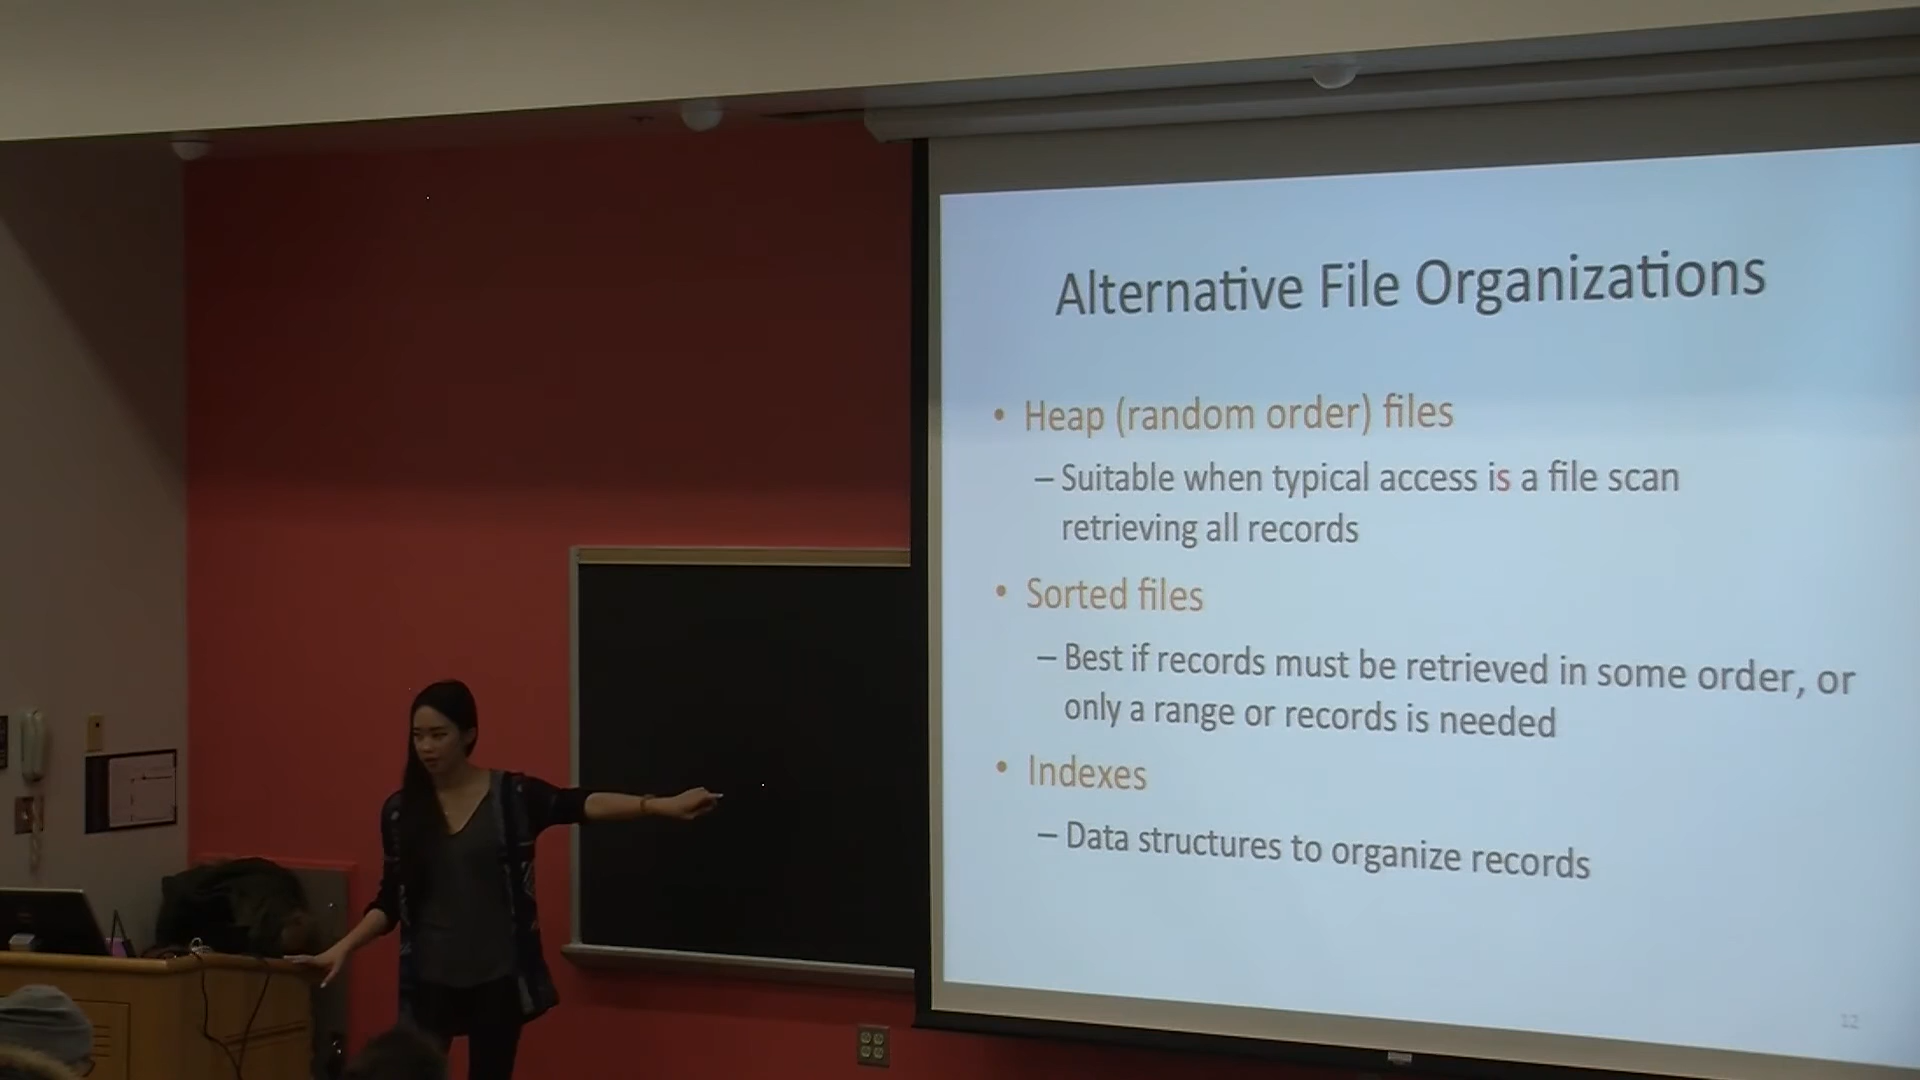 Alternative File Organizations
• Heap (random order) files
– Suitable when typical access is a file scan
retrieving all records
• Sorted files
– Best if records must be retrieved in some order, or
only a range or records is needed
• Indexes
– Data structures to organize records
12